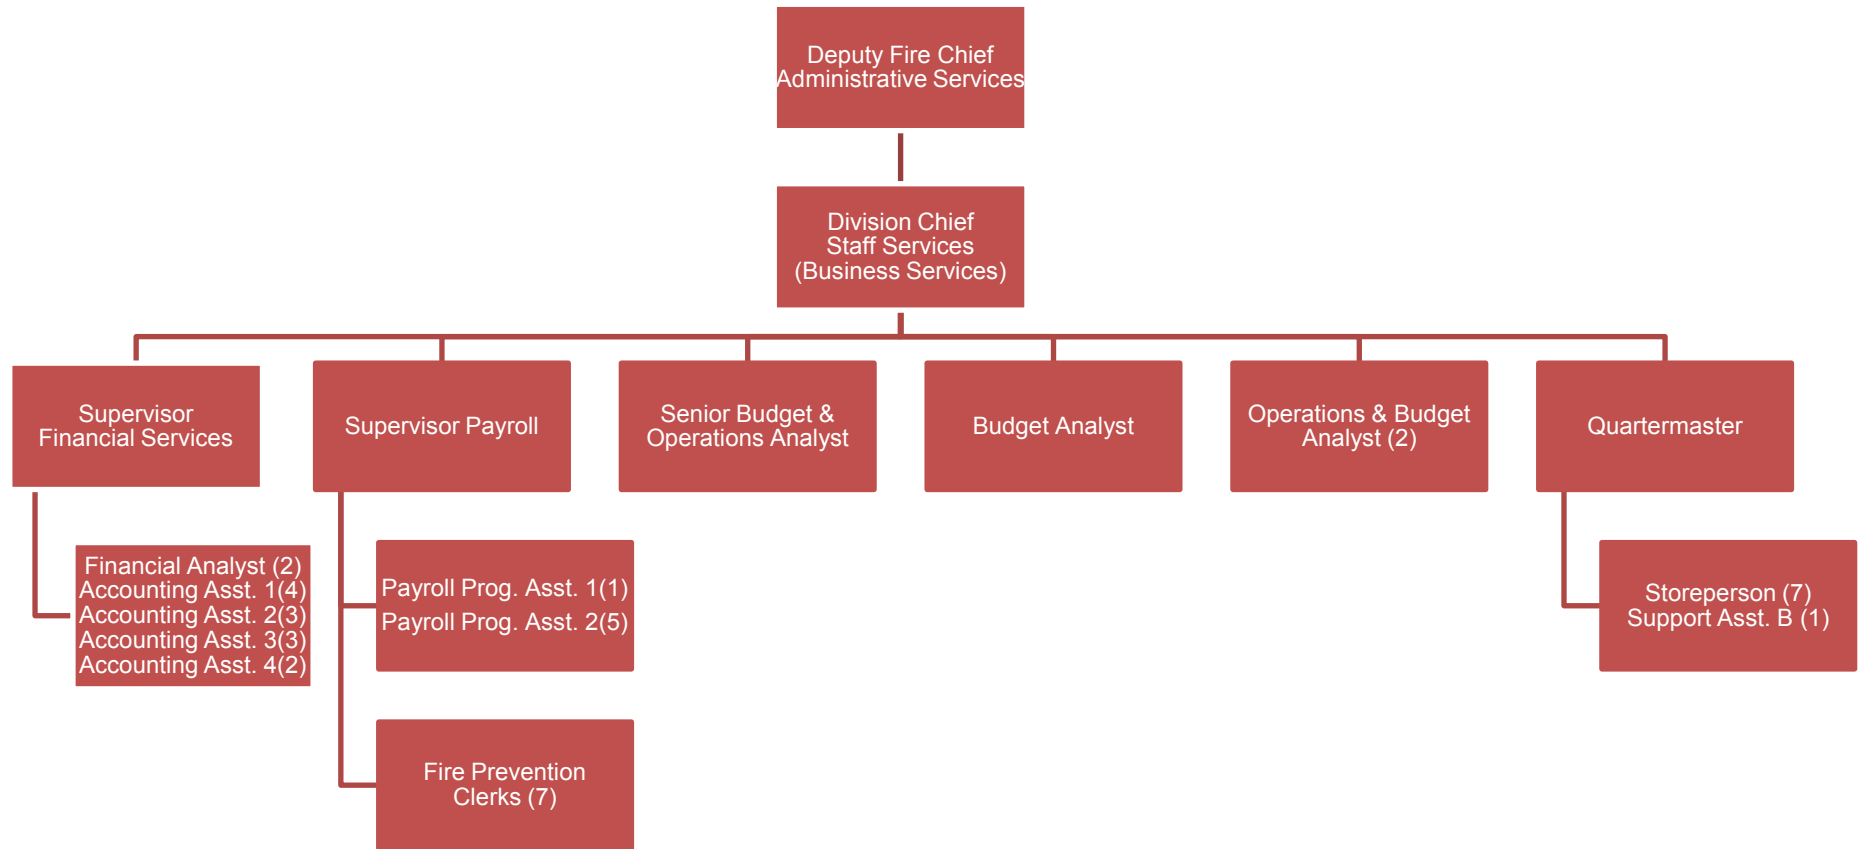 Deputy Fire Chief
Administrative Services
Division Chief
Staff Services
(Business Services)
Supervisor
Financial Services
Supervisor Payroll
Senior Budget &
Operations Analyst
Budget Analyst
Operations & Budget
Analyst (2)
Quartermaster
Financial Analyst (2)
Accounting Asst. 1(4)
Accounting Asst. 2(3)
Accounting Asst. 3(3)
Accounting Asst. 4(2)
Payroll Prog. Asst. 1(1)
Payroll Prog. Asst. 2(5)
Storeperson (7)
Support Asst. B (1)
Fire Prevention
Clerks (7)